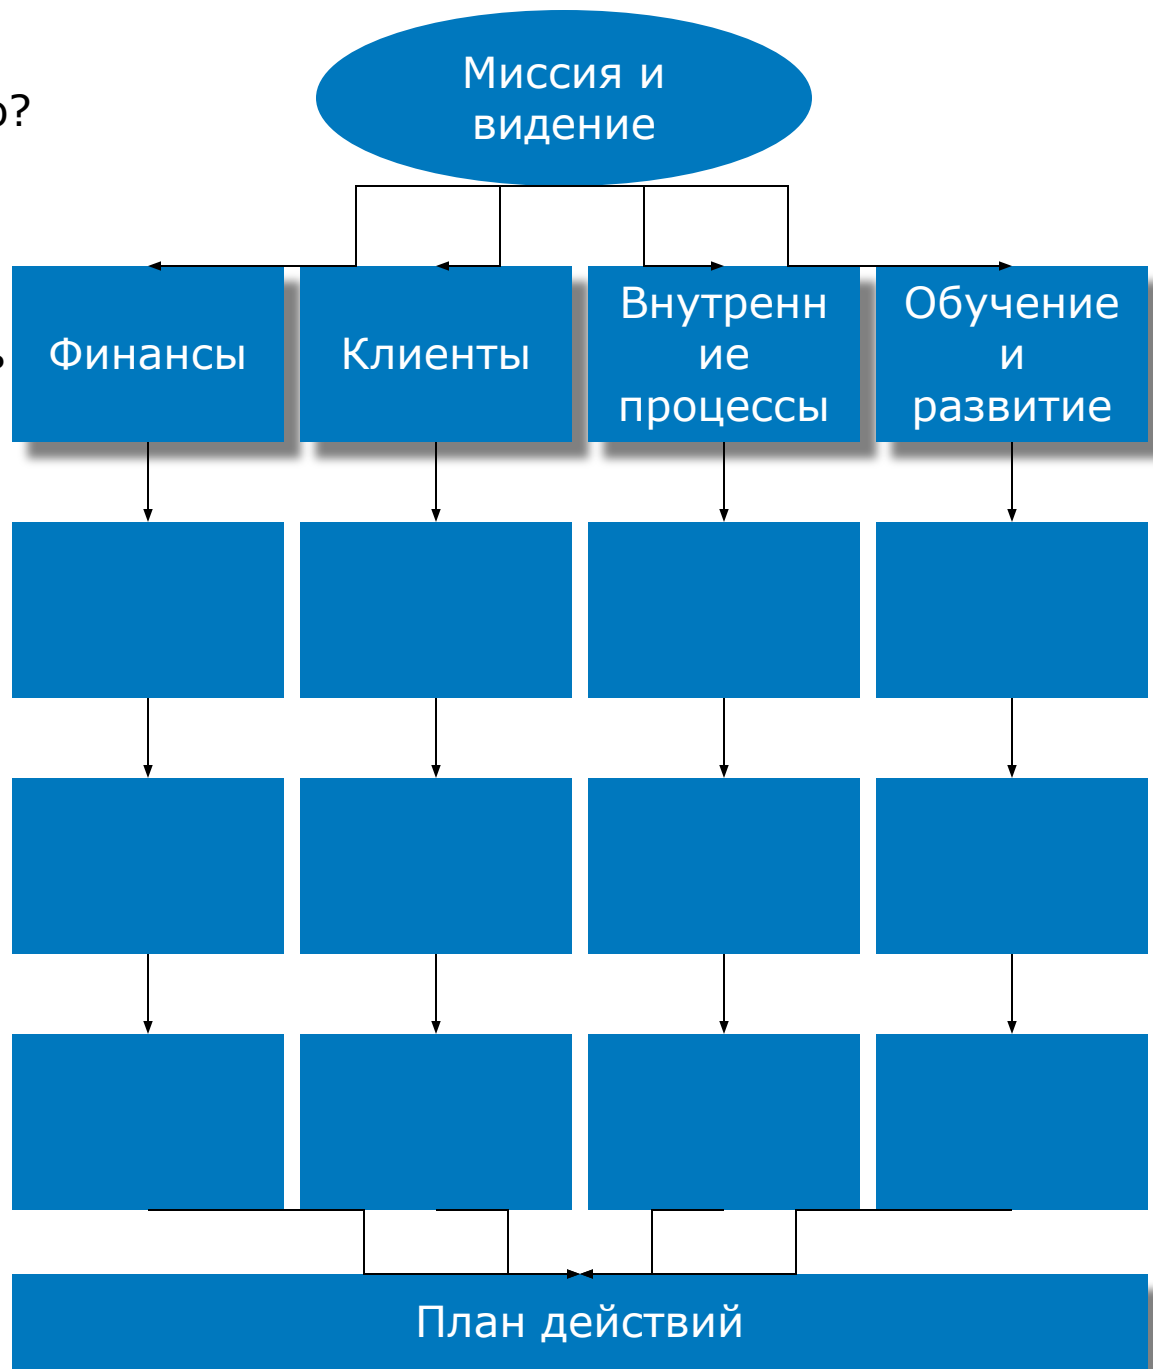 Миссия и
видение
о?
Финансы
Клиенты
Внутренн
ие
процессы
Обучение
и
развитие
План действий